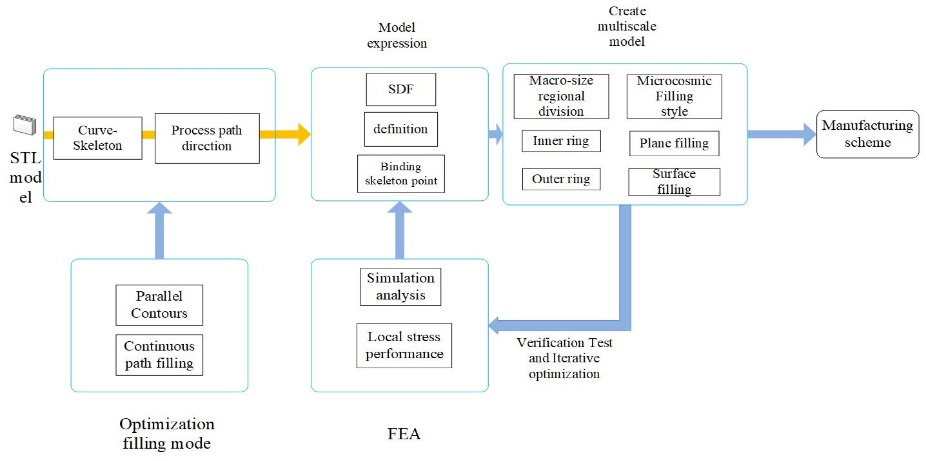 Model
expression
Create
multiscale
model
STL
mod
el
Curve-
Skeleton
Process path
direction
SDF
definition
Binding
skeleton point
Macro-size
regional
division
Inner ring
Outer ring
Microcosmic
Filling
style
Plane filling
Surface
filling
Manufacturing
scheme
Parallel
Contours
Continuous
path filling
Optimization
filling mode
Simulation
analysis
Local stress
performance
FEA
Verification Test
and Iterative
optimization